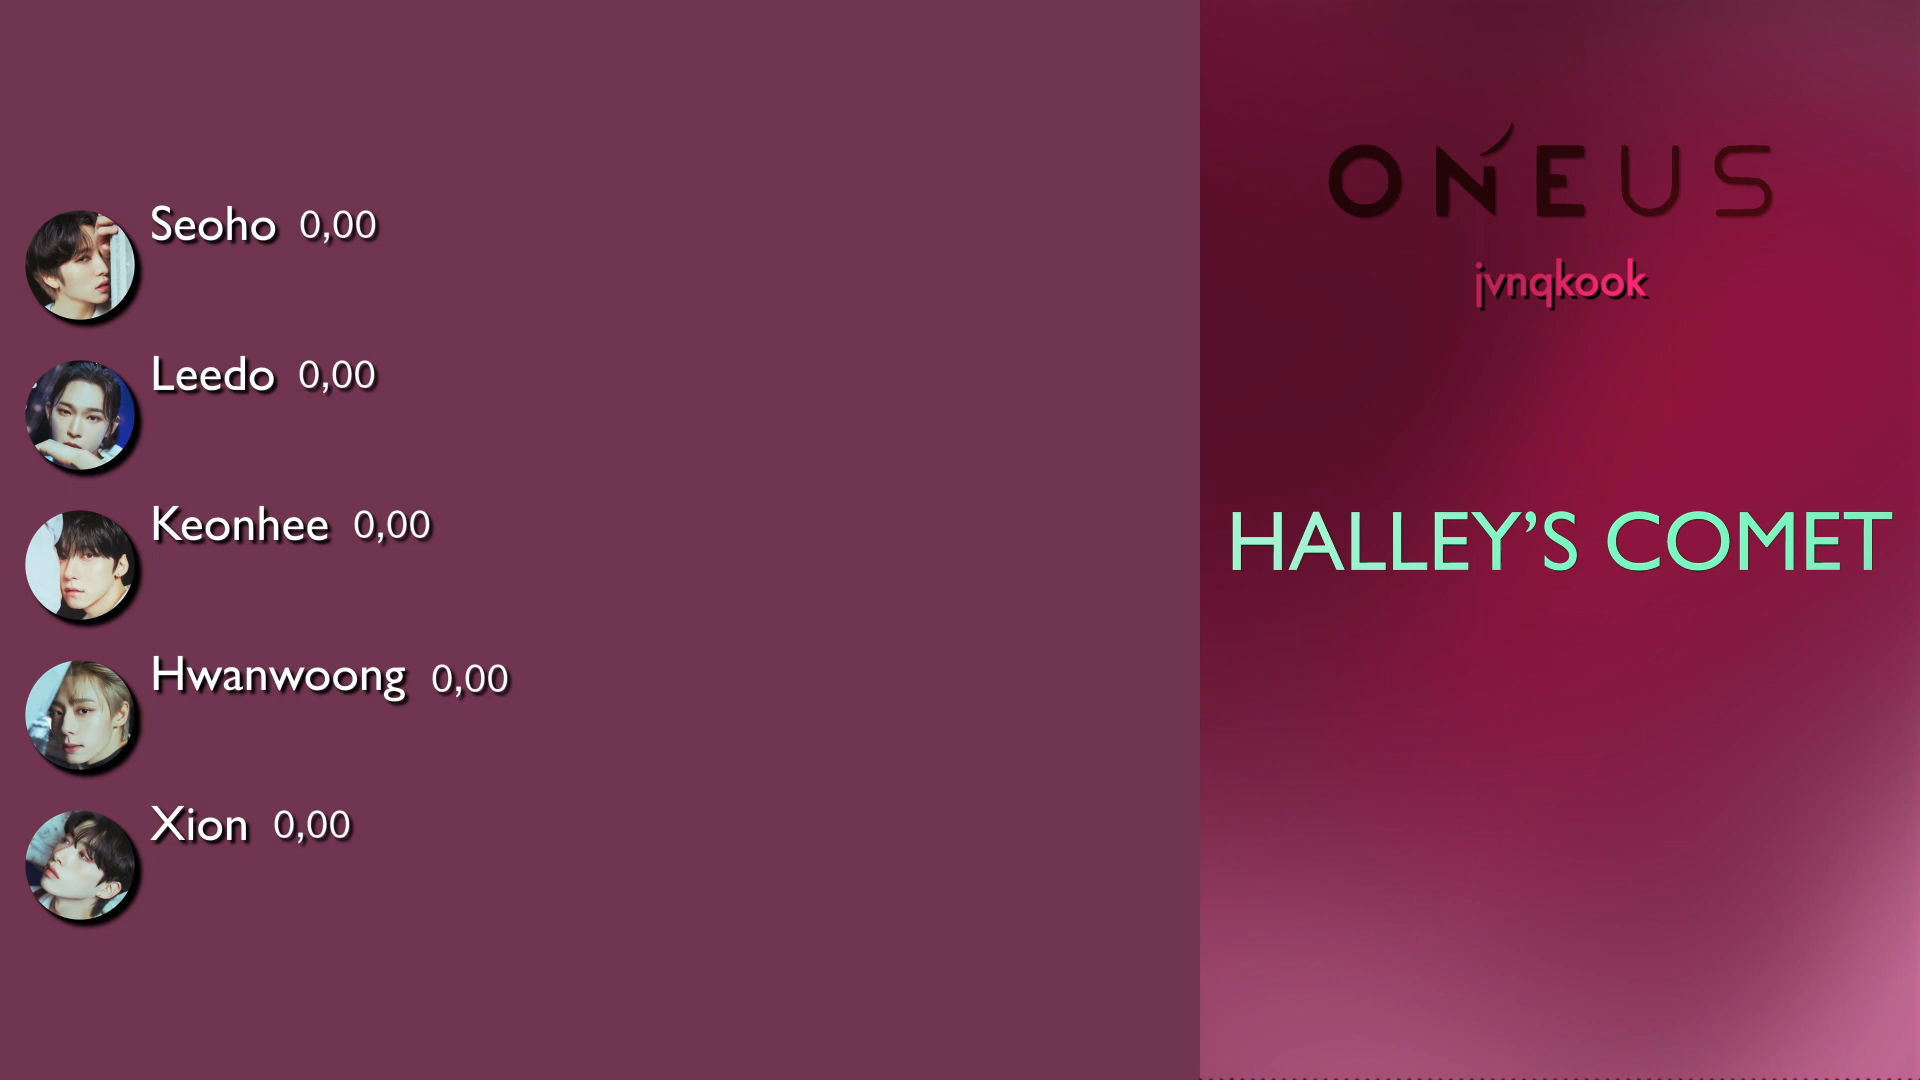 Seoho 0,00
Leedo 0,00
Keonhee 0,00
Hwanwoong 0,00
Xion 0,00
ONEUS
jvnqkook
HALLEY’S COMET